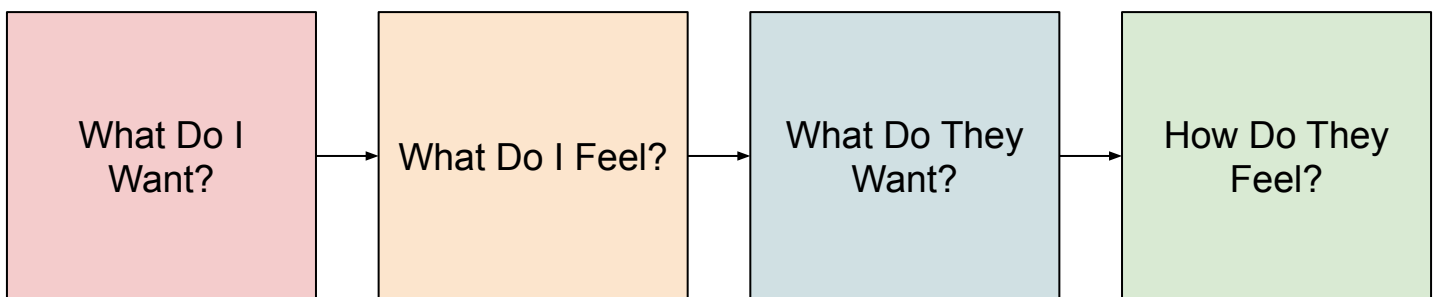 What Do I
Want?
What Do I Feel?
What Do They
Want?
How Do They
Feel?